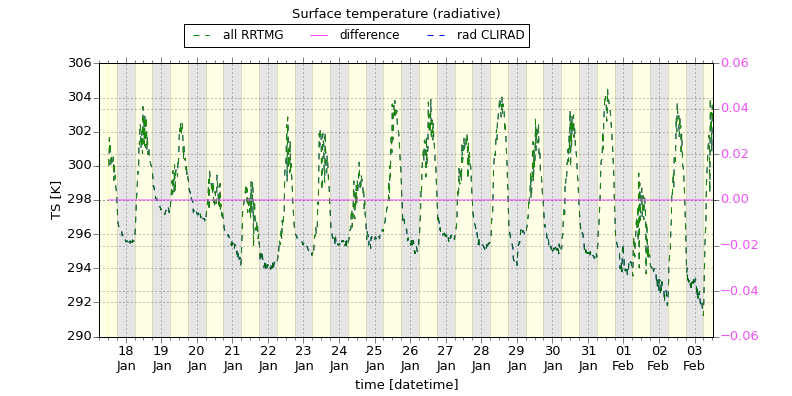 Surface temperature (radiative)
all RRTMG difference rad CLIRAD
306 0.06
304 0.04
302 0.02
300
298 0.00
296 −0.02
294
292 −0.04
290 −0.06
TS [K]
18 19 20 21 22 23 24 25 26 27 28 29 30 31 01 02 03
Jan Jan Jan Jan Jan Jan Jan Jan Jan Jan Jan Jan Jan Jan Feb Feb Feb
time [datetime]